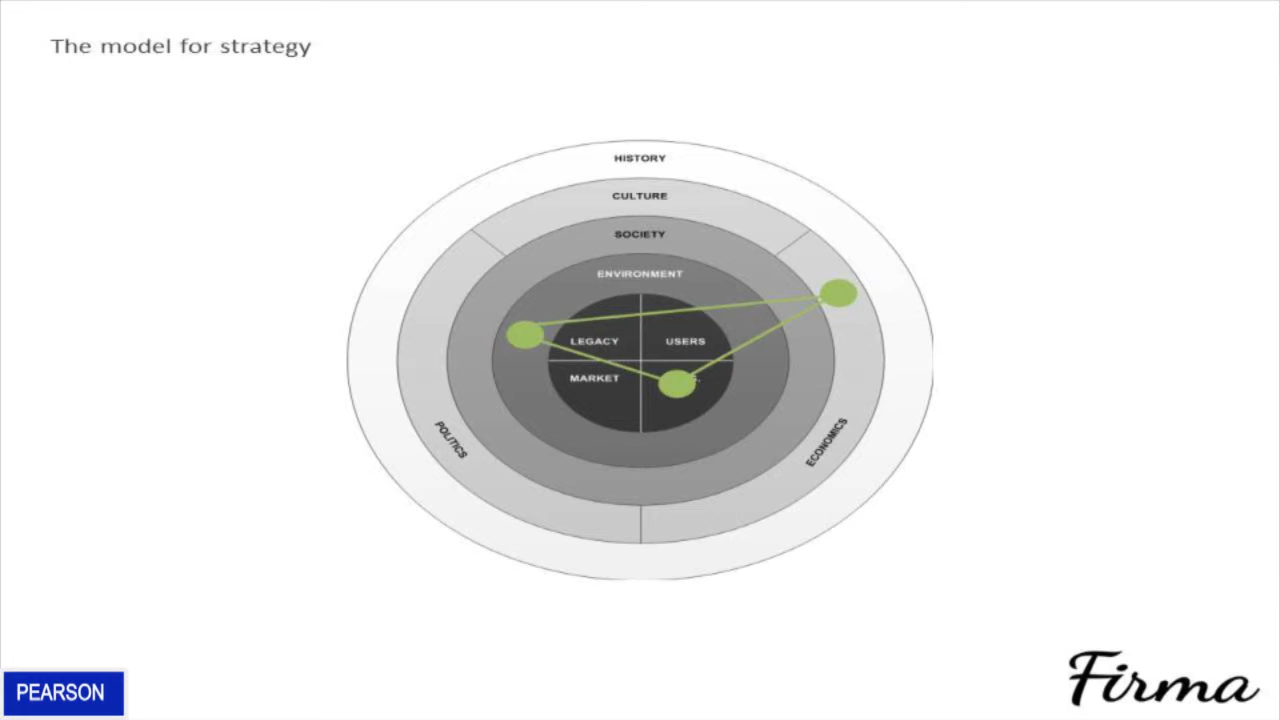 The model for strategy
HISTORY
CULTURE
SOCIETY
ENVIRONMENT
LEGACY
USERS
MARKET
POLITICS
ECONOMICS
PEARSON
Firma